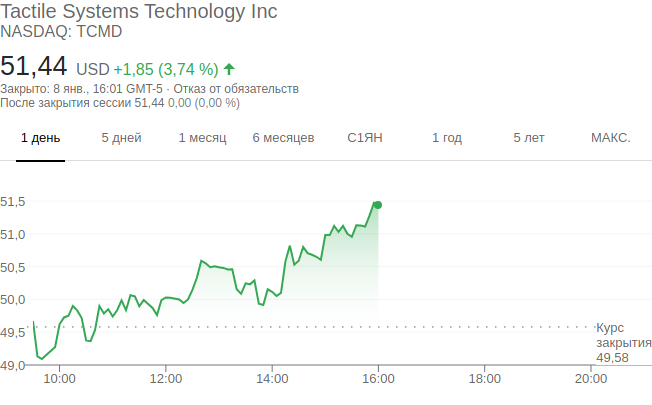 Tactile Systems Technology Inc
NASDAQ: TCMD
51,44 USD +1,85 (3,74 %)
Закрыто: 8 янв., 16:01 GMT-5 · Отказ от обязательств
После закрытия сессии 51,44 0,00 (0,00 %)
1 день 5 дней 1 месяц 6 месяцев С1ЯН 1 год 5 лет МАКС.
51,5
51,0
50,5
50,0
49,5
49,0
Курс
закрытия
49,58
10:00 12:00 14:00 16:00 18:00 20:00